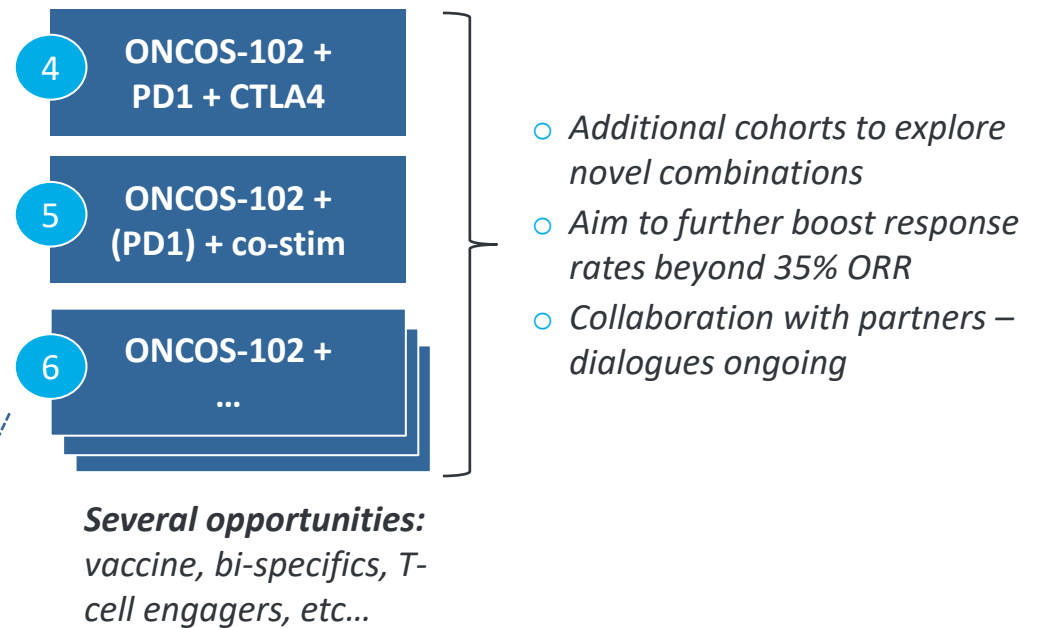 4
ONCOS-102 +
PD1 + CTLA4
5
ONCOS-102 +
(PD1) + co-stim
6
ONCOS-102 +
…
Several opportunities:
vaccine, bi-specifics, T-
cell engagers, etc…
○ Additional cohorts to explore
novel combinations
○ Aim to further boost response
rates beyond 35% ORR
○ Collaboration with partners –
dialogues ongoing